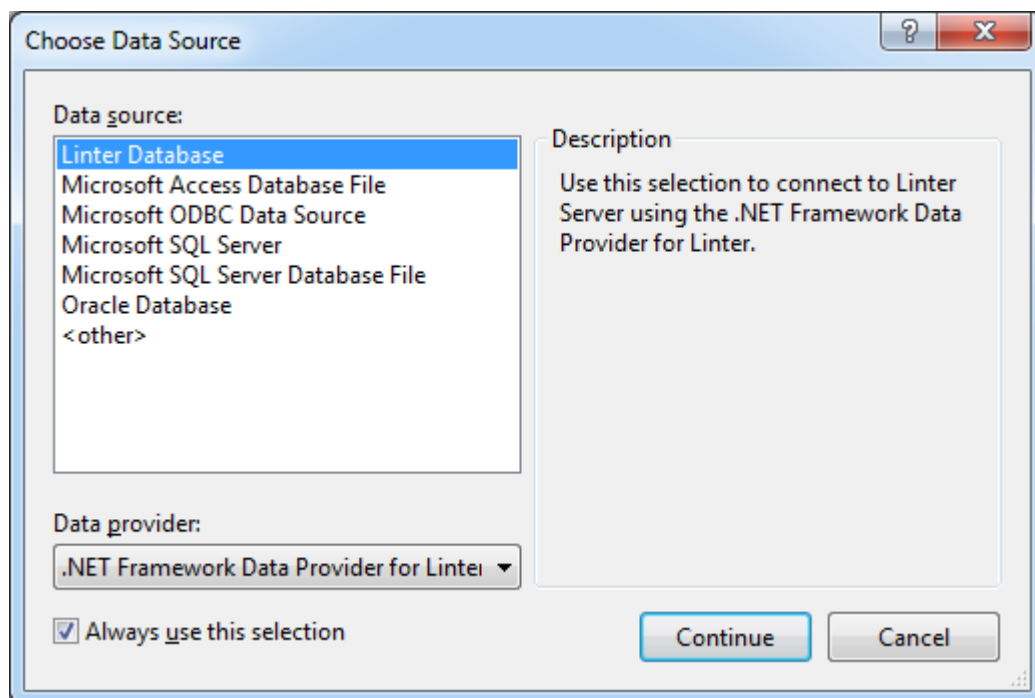 Choose Data Source
Data source:
Linter Database
Microsoft Access Database File
Microsoft ODBC Data Source
Microsoft SQL Server
Microsoft SQL Server Database File
Oracle Database
<other>
Description
Use this selection to connect to Linter
Server using the .NET Framework Data
Provider for Linter.
Data provider:
.NET Framework Data Provider for Linter
Always use this selection
Continue
Cancel